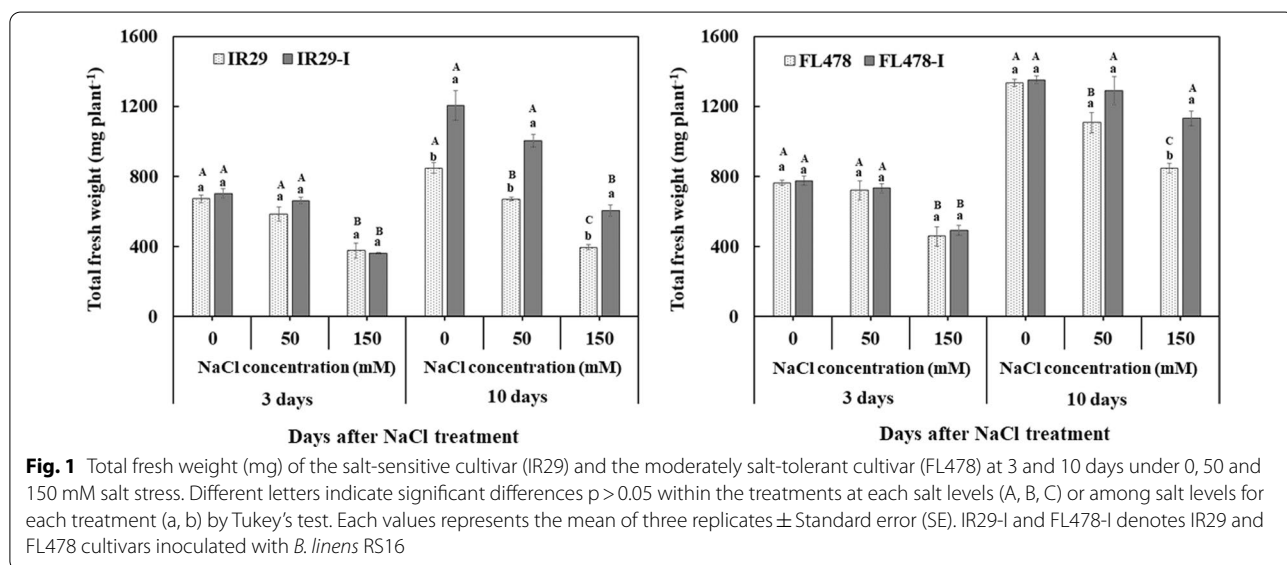 1600
IR29 IR29-I
1200
800
400
0
Total fresh weight (mg plant-1)
A A A A B B A A B A C B
a a a a a a b a b a b a
0 50 150 0 50 150
NaCl concentration (mM) NaCl concentration (mM)
3 days 10 days
Days after NaCl treatment
1600
FL478 FL478-I
1200
800
400
0
Total fresh weight (mg plant-1)
A A A A B B A A B A C A
a a a a a a a a a a b a
0 50 150 0 50 150
NaCl concentration (mM) NaCl concentration (mM)
3 days 10 days
Days after NaCl treatment
Fig. 1 Total fresh weight (mg) of the salt-sensitive cultivar (IR29) and the moderately salt-tolerant cultivar (FL478) at 3 and 10 days under 0, 50 and
150 mM salt stress. Different letters indicate significant differences p > 0.05 within the treatments at each salt levels (A, B, C) or among salt levels for
each treatment (a, b) by Tukey's test. Each values represents the mean of three replicates ± Standard error (SE). IR29-I and FL478-I denotes IR29 and
FL478 cultivars inoculated with B. linens RS16